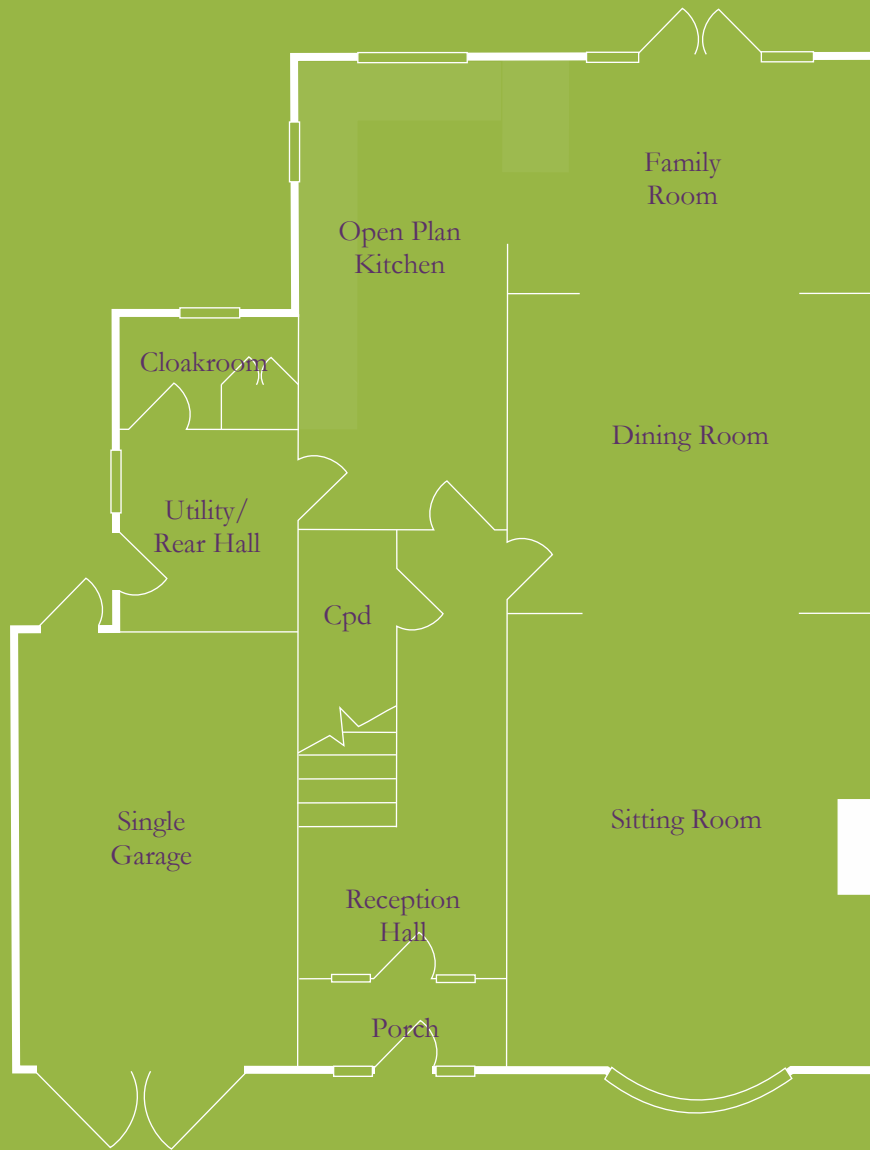 Family
Room
Open Plan
Kitchen
Cloakroom
Dining Room
Utility/
Rear Hall
Cpd
Single
Garage
Sitting Room
Reception
Hall
Porch